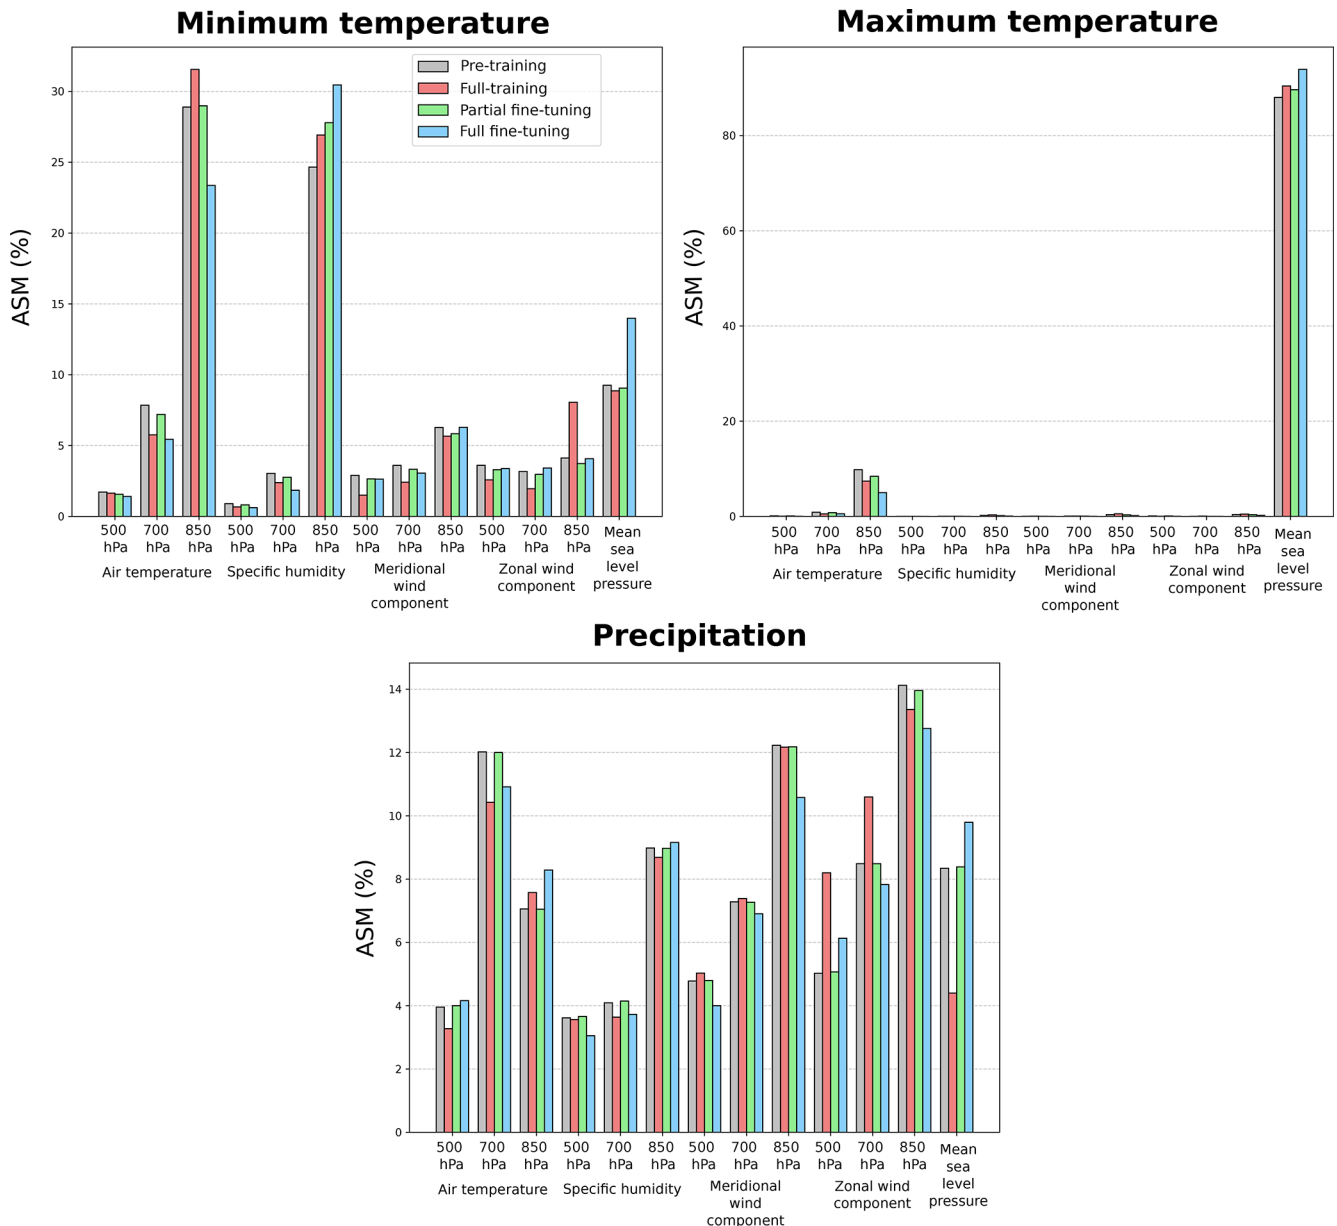 Minimum temperature
ASM (%)
30
25
20
15
10
5
0
Pre-training
Full-training
Partial fine-tuning
Full fine-tuning
500 700 850 500 700 850 500 700 850 500 700 850 Mean
hPa hPa hPa hPa hPa hPa hPa hPa hPa hPa hPa hPa sea
level
pressure
Air temperature Specific humidity Meridional Zonal wind
wind component
component
Maximum temperature
ASM (%)
80
60
40
20
0
500 700 850 500 700 850 500 700 850 500 700 850 Mean
hPa hPa hPa hPa hPa hPa hPa hPa hPa hPa hPa hPa sea
level
pressure
Air temperature Specific humidity Meridional Zonal wind
wind component
component
Precipitation
ASM (%)
14
12
10
8
6
4
2
0
500 700 850 500 700 850 500 700 850 500 700 850 Mean
hPa hPa hPa hPa hPa hPa hPa hPa hPa hPa hPa hPa sea
level
pressure
Air temperature Specific humidity Meridional Zonal wind
wind component
component